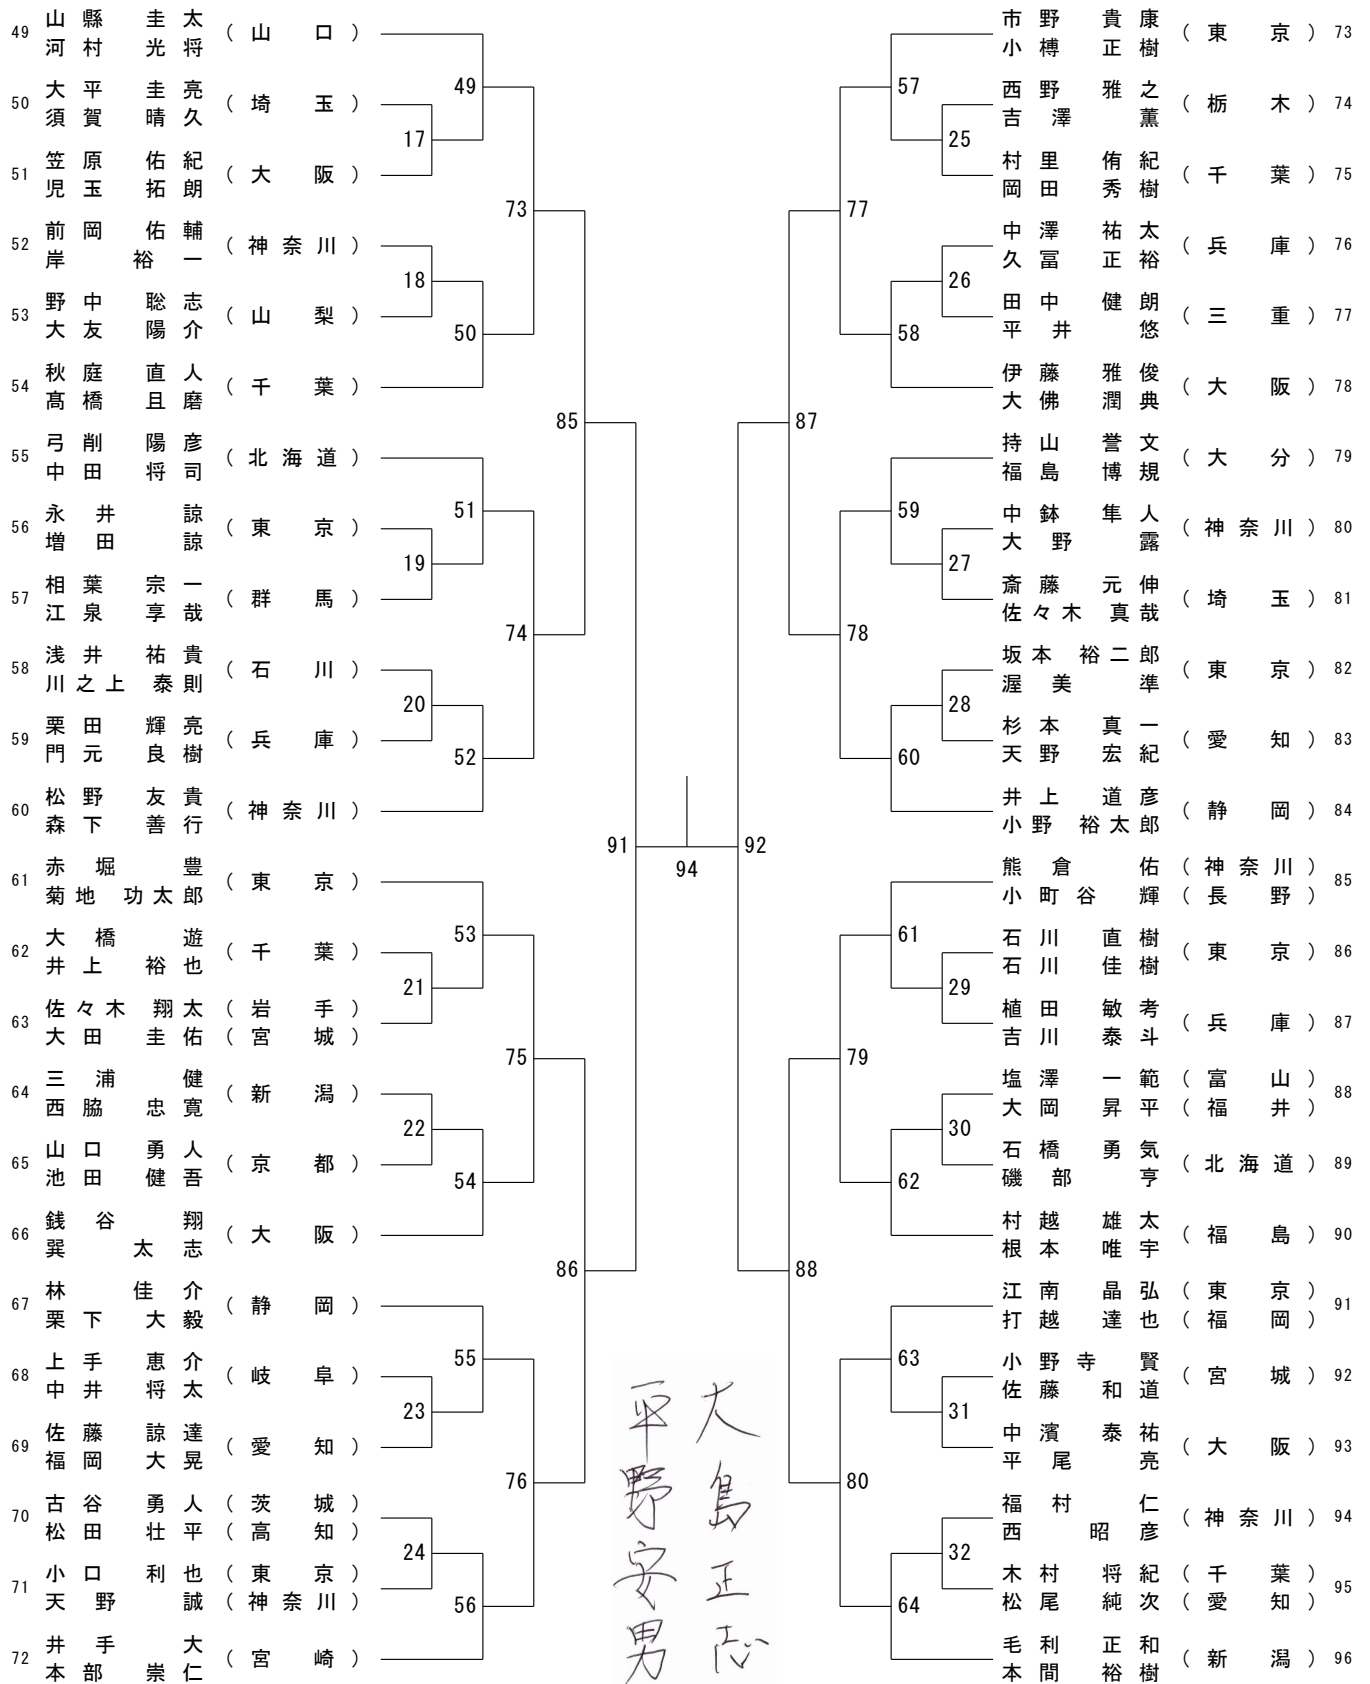 49 山縣 圭太 (山口)
河村 光将
50 大平 圭亮 (埼玉)
須賀 晴久
51 笠原 佑紀 (大阪)
児玉 拓朗
52 前岡 佑輔 (神奈川)
岸 裕一
53 野中 聡志 (山梨)
大友 陽介
54 秋庭 直人 (千葉)
髙橋 且磨
55 弓削 陽彦 (北海道)
中田 将司
56 永井 諒 (東京)
増田 諒
57 相葉 宗一 (群馬)
江泉 享哉
58 浅井 祐貴 (石川)
川之上 泰則
59 栗田 輝亮 (兵庫)
門元 良樹
60 松野 友貴 (神奈川)
森下 善行
61 赤堀 豊 (東京)
菊地 功太郎
62 大橋 遊 (千葉)
井上 裕也
63 佐々木 翔太 (岩手)
大田 圭佑 (宮城)
64 三浦 健 (新潟)
西脇 忠寛
65 山口 勇人 (京都)
池田 健吾
66 銭谷 翔 (大阪)
巽 太志
67 林 佳介 (静岡)
栗下 大毅
68 上手 恵介 (岐阜)
中井 将太
69 佐藤 諒達 (愛知)
福岡 大晃
70 古谷 勇人 (茨城)
松田 壮平 (高知)
71 小口 利也 (東京)
天野 誠 (神奈川)
72 井手 大 (宮崎)
本部 崇仁
49
17
73
18
50
85
51
19
74
20
52
91
53
21
75
22
54
86
55
23
76
24
56
94
92
57
25
77
26
58
87
59
27
78
28
60
61
29
79
30
62
88
63
31
80
32
64
市野 貴康 (東京) 73
小榑 正樹
西野 雅之 (栃木) 74
吉澤 薫
村里 侑紀 (千葉) 75
岡田 秀樹
中澤 祐太 (兵庫) 76
久冨 正裕
田中 健朗 (三重) 77
平井 悠
伊藤 雅俊 (大阪) 78
大佛 潤典
持山 誉文 (大分) 79
福島 博規
中鉢 隼人 (神奈川) 80
大野 露
斎藤 元伸 (埼玉) 81
佐々木 真哉
坂本 裕二郎 (東京) 82
渥美 準
杉本 真一 (愛知) 83
天野 宏紀
井上 道彦 (静岡) 84
小野 裕太郎
熊倉 佑 (神奈川) 85
小町谷 輝 (長野)
石川 直樹 (東京) 86
石川 佳樹
植田 敏考 (兵庫) 87
吉川 泰斗
塩澤 一範 (富山) 88
大岡 昇平 (福井)
石橋 勇気 (北海道) 89
磯部 亨
村越 雄太 (福島) 90
根本 唯宇
江南 晶弘 (東京) 91
打越 達也 (福岡)
小野寺 賢 (宮城) 92
佐藤 和道
中濱 泰祐 (大阪) 93
平尾 亮
福村 仁 (神奈川) 94
西 昭彦
木村 将紀 (千葉) 95
松尾 純次 (愛知)
毛利 正和 (新潟) 96
本間 裕樹
大島正志
平野安男